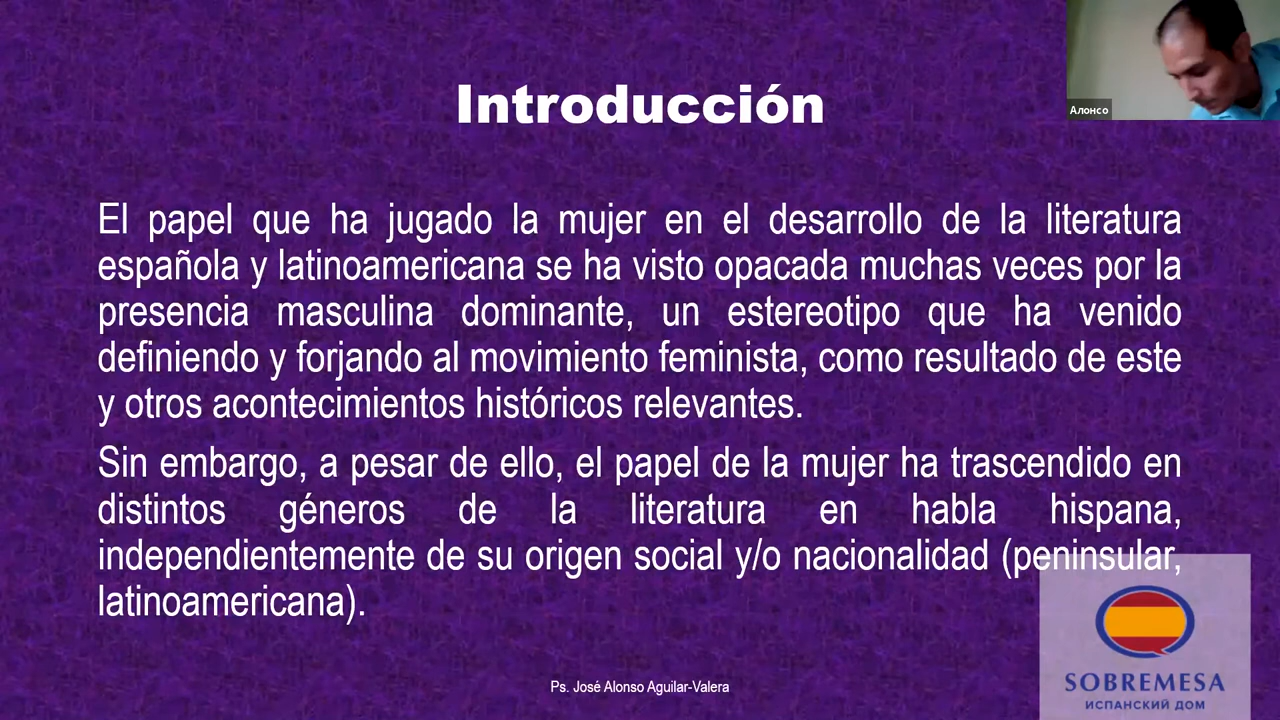 Introducción
Алонсо
El papel que ha jugado la mujer en el desarrollo de la literatura
española y latinoamericana se ha visto opacada muchas veces por la
presencia masculina dominante, un estereotipo que ha venido
definiendo y forjando al movimiento feminista, como resultado de este
y otros acontecimientos históricos relevantes.
Sin embargo, a pesar de ello, el papel de la mujer ha trascendido en
distintos géneros de la literatura en habla hispana,
independientemente de su origen social y/o nacionalidad (peninsular,
latinoamericana).
Ps. José Alonso Aguilar-Valera
SOBREMESA
ИСПАНСКИЙ ДОМ